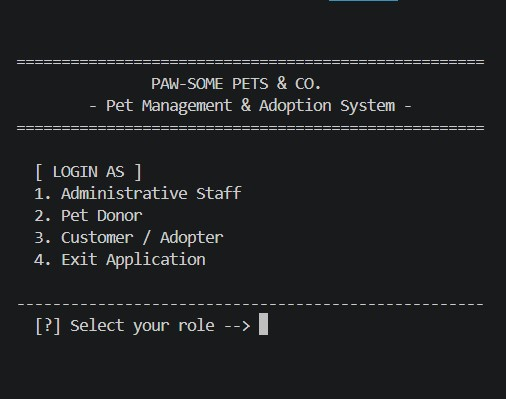 ====================================================
PAW-SOME PETS & CO.
- Pet Management & Adoption System -
====================================================
[ LOGIN AS ]
1. Administrative Staff
2. Pet Donor
3. Customer / Adopter
4. Exit Application
----------------------------------------------------
[?] Select your role -->